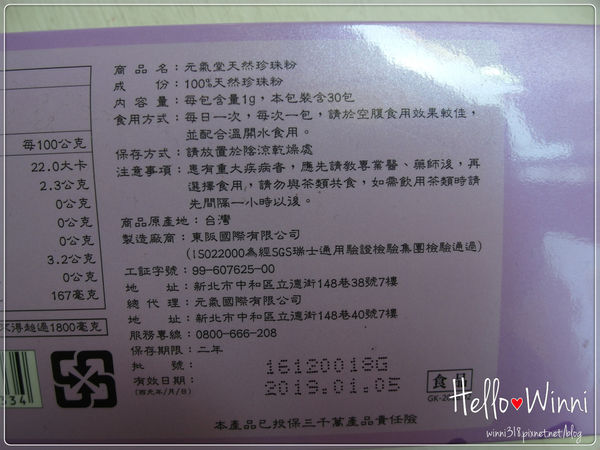 商品名：元氣堂天然珍珠粉
成份：100%天然珍珠粉
內容量：每包含量1g，本包裝含30包
食用方式：每日一次，每次一包，請於空腹食用效果較佳，
並配合溫開水食用。
保存方式：請放置於陰涼乾燥處
注意事項：患有重大疾病者，應先請教專業醫、藥師後，再
選擇食用，請勿與茶類共食，如需飲用茶類時請
先間隔一小時以後。
商品原產地：台灣
製造廠商：東阪國際有限公司
(ISO22000為經SGS瑞士通用驗證檢驗集團檢驗通過)
工証字號：99-607625-00
地址：新北市中和區立德街148巷38號7樓
總代理：元氣國際有限公司
地址：新北市中和區立德街148巷40號7樓
服務專線：0800-666-208
保存期限：二年
批號：16120018G
有效日期：2019.01.05
(西元年/月/日)
本產品已投保三千萬產品責任險
每100公克
22.0大卡
2.3公克
0公克
0公克
0公克
3.2公克
0公克
167毫克
不得超過1800毫克
334
食品
Hello♥Winni
winni318.pixnet.net/blog